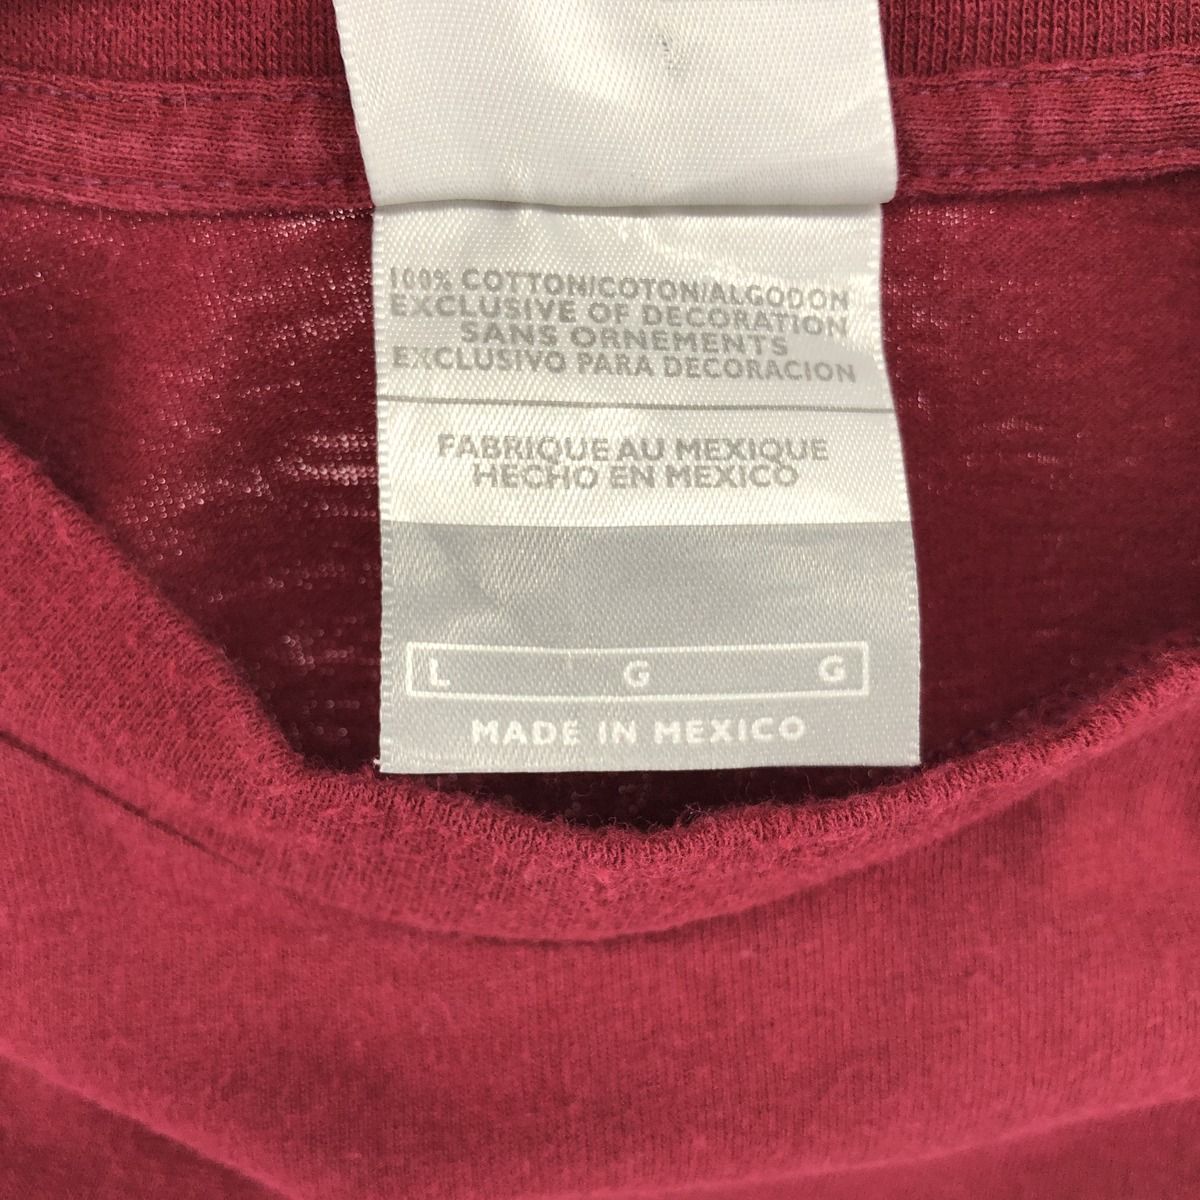 100% COTTON/COTON/ALGODON
EXCLUSIVE OF DECORATION
SANS ORNEMENTS
EXCLUSIVO PARA DECORACION
FABRIQUE AU MEXIQUE
HECHO EN MEXICO
L G G
MADE IN MEXICO